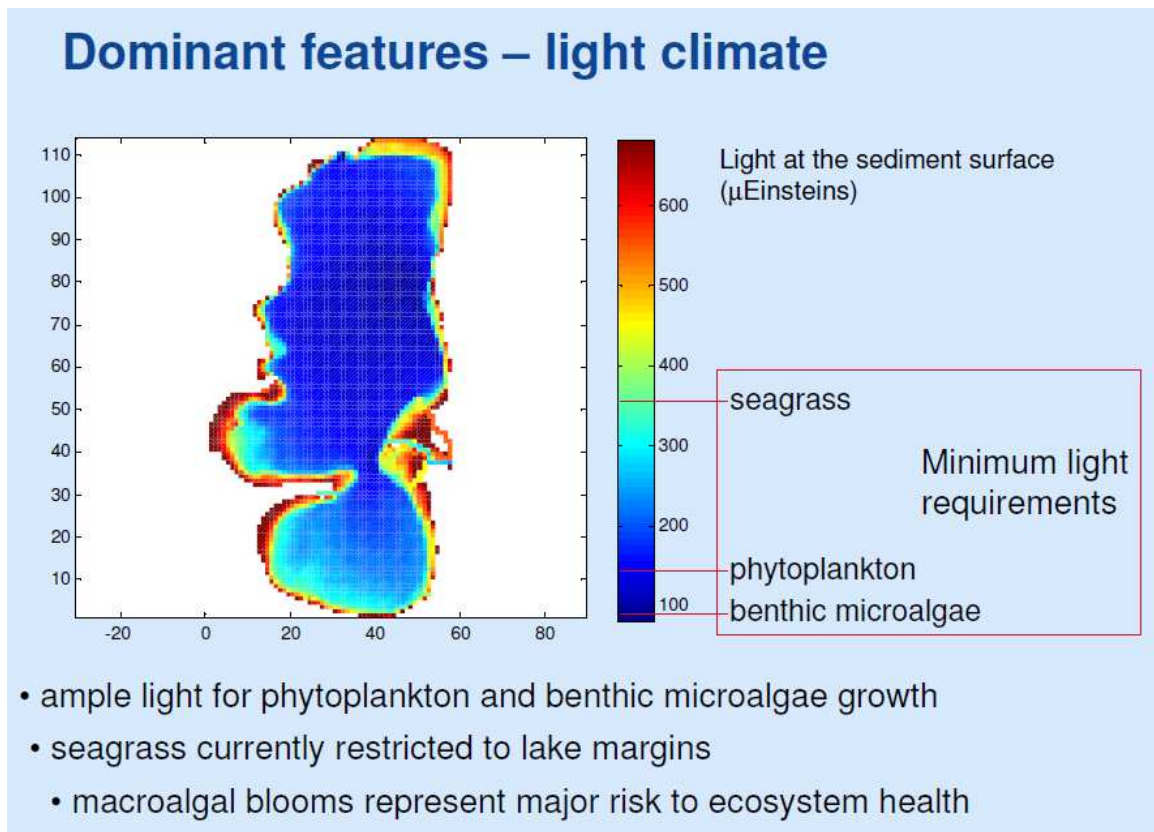 Dominant features – light climate
110
100
90
80
70
60
50
40
30
20
10
-20 0 20 40 60 80
600
500
400
300
200
100
Light at the sediment surface
(μEinsteins)
seagrass
Minimum light
requirements
phytoplankton
benthic microalgae
• ample light for phytoplankton and benthic microalgae growth
• seagrass currently restricted to lake margins
• macroalgal blooms represent major risk to ecosystem health